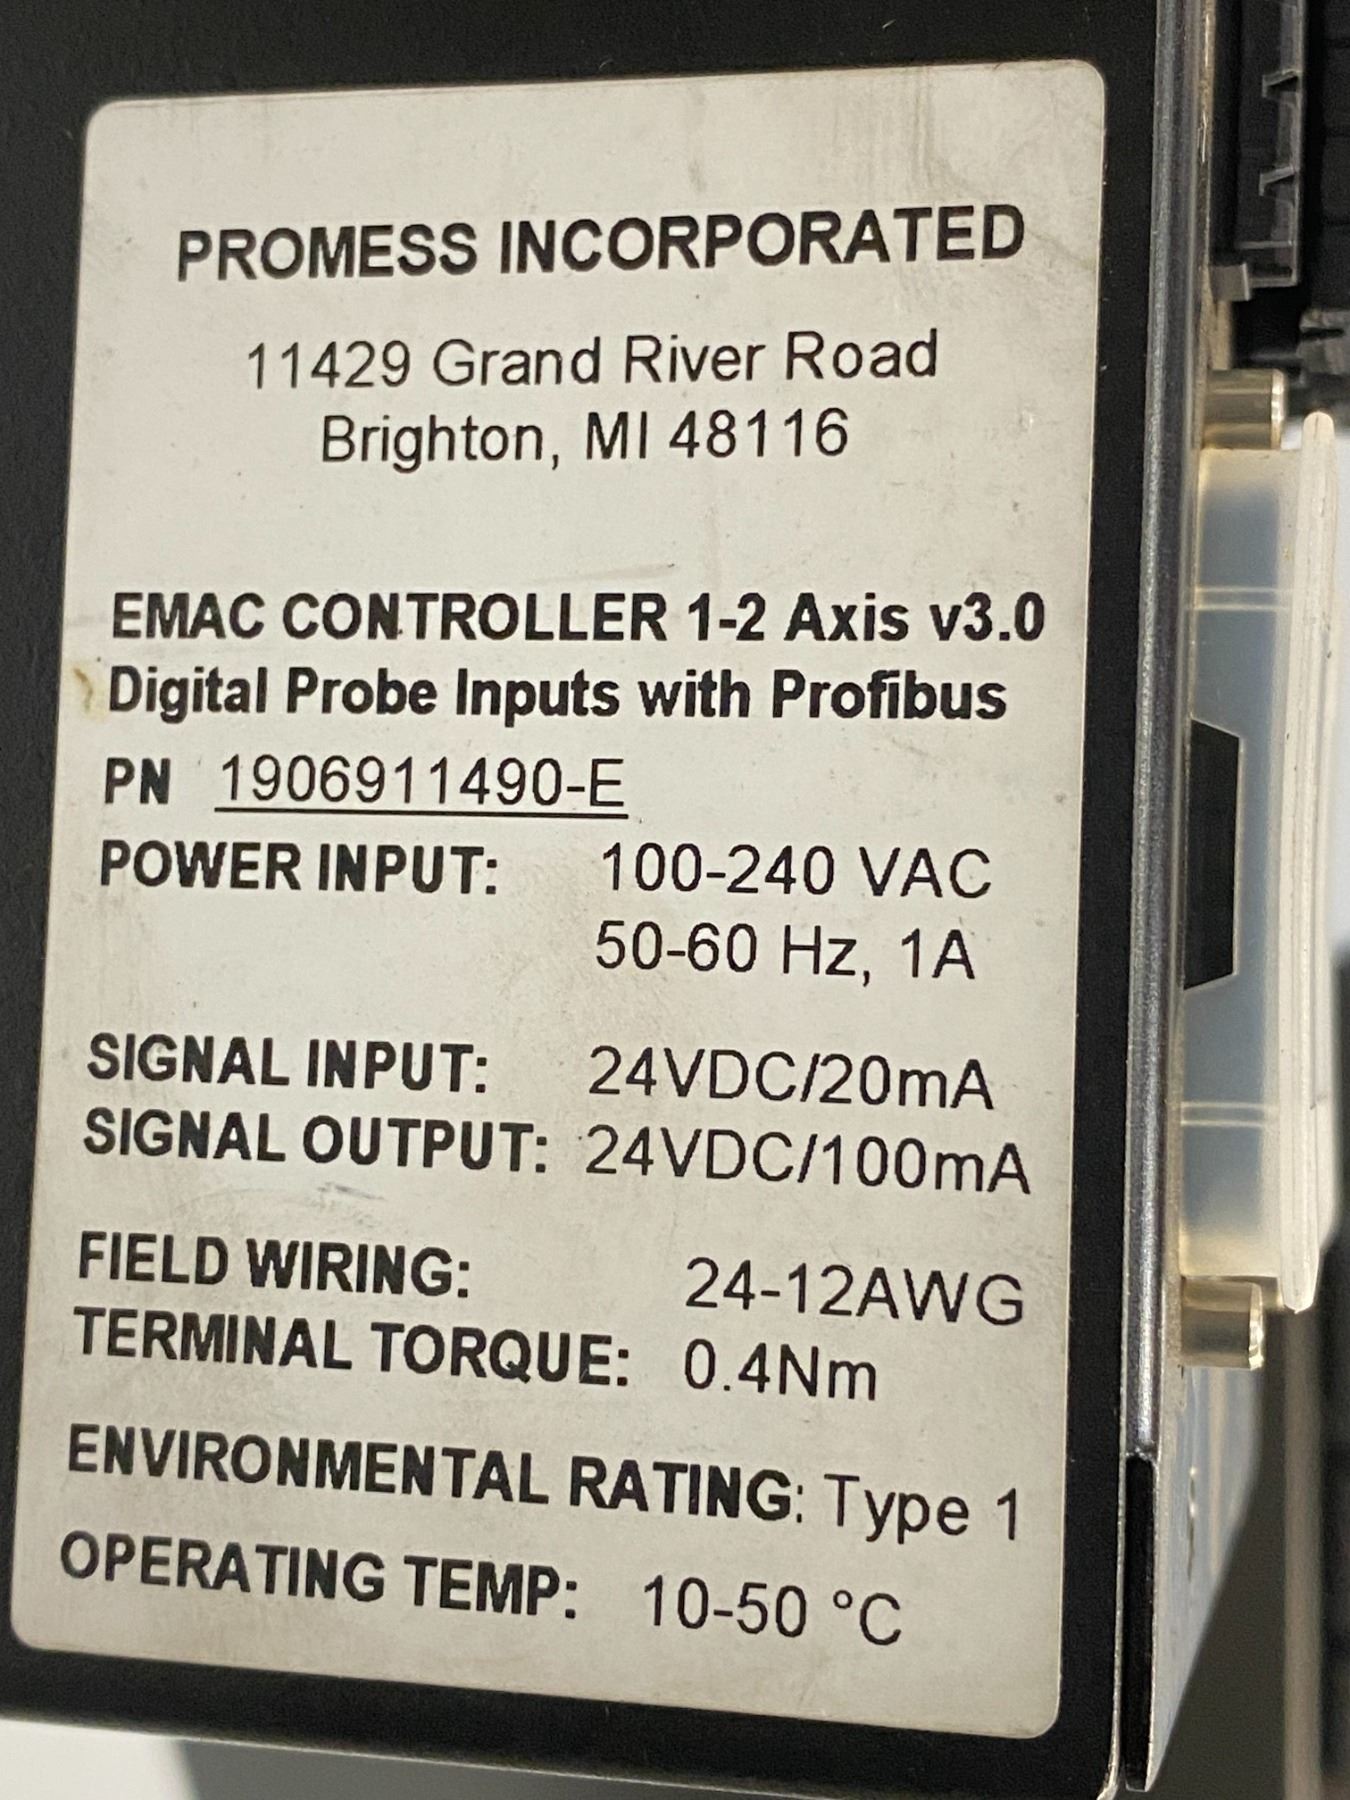 PROMESS INCORPORATED
11429 Grand River Road
Brighton, MI 48116
EMAC CONTROLLER 1-2 Axis v3.0
Digital Probe Inputs with Profibus
PN 1906911490-E
POWER INPUT: 100-240 VAC
50-60 Hz, 1A
SIGNAL INPUT: 24VDC/20mA
SIGNAL OUTPUT: 24VDC/100mA
FIELD WIRING: 24-12AWG
TERMINAL TORQUE: 0.4Nm
ENVIRONMENTAL RATING: Type 1
OPERATING TEMP: 10-50 °C